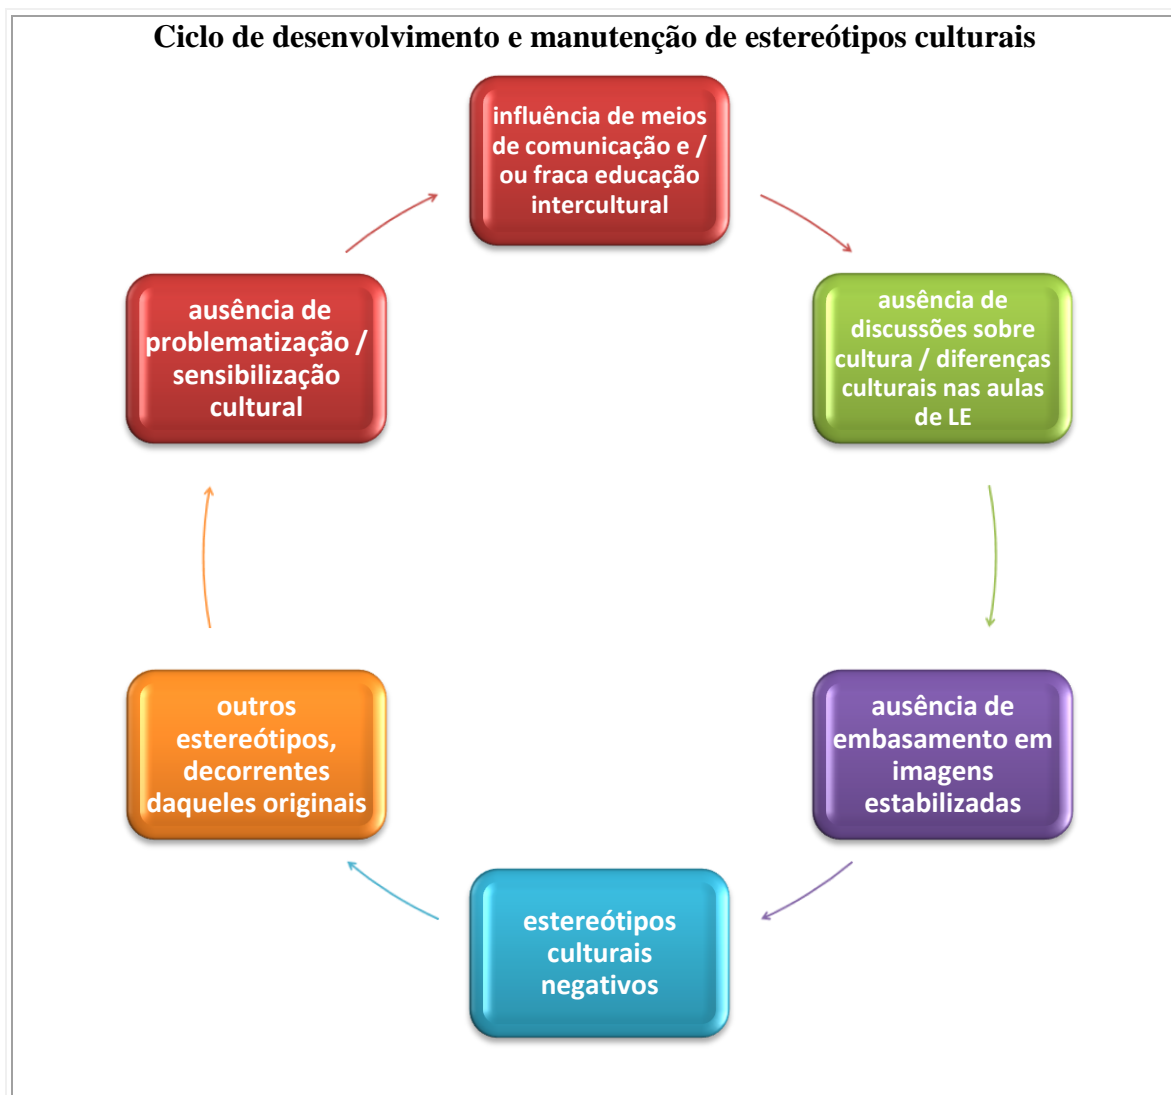 Ciclo de desenvolvimento e manutenção de estereótipos culturais
influência de meios
de comunicação e /
ou fraca educação
intercultural
ausência de
discussões sobre
cultura / diferenças
culturais nas aulas
de LE
ausência de
embasamento em
imagens
estabilizadas
estereótipos
culturais
negativos
outros
estereótipos,
decorrentes
daqueles originais
ausência de
problematização /
sensibilização
cultural